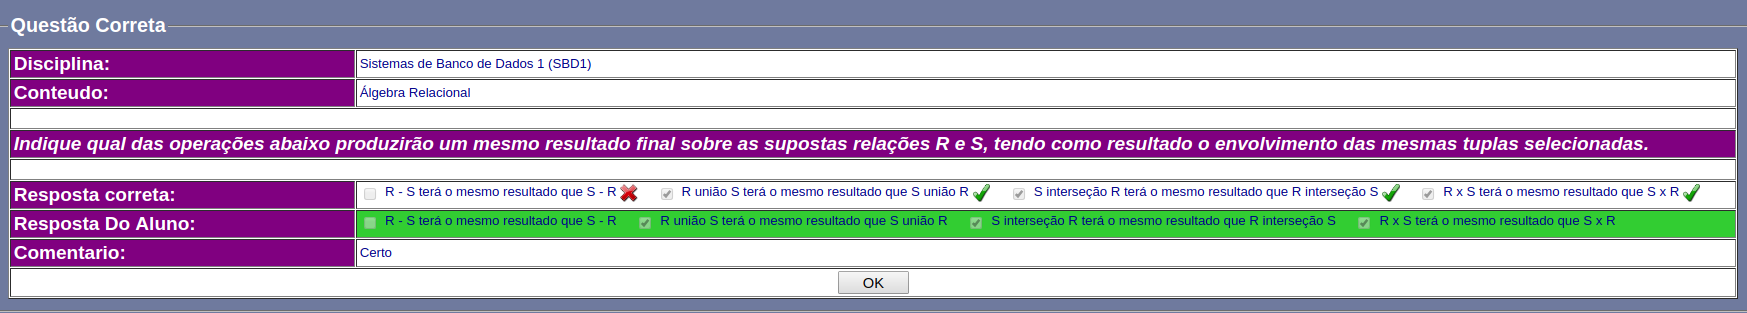 Questão Correta
Disciplina: Sistemas de Banco de Dados 1 (SBD1)
Conteudo: Álgebra Relacional
Indique qual das operações abaixo produzirão um mesmo resultado final sobre as supostas relações R e S, tendo como resultado o envolvimento das mesmas tuplas selecionadas.
Resposta correta: R - S terá o mesmo resultado que S - R R união S terá o mesmo resultado que S união R S interseção R terá o mesmo resultado que R interseção S R x S terá o mesmo resultado que S x R
Resposta Do Aluno: R - S terá o mesmo resultado que S - R R união S terá o mesmo resultado que S união R S interseção R terá o mesmo resultado que R interseção S R x S terá o mesmo resultado que S x R
Comentario: Certo
OK